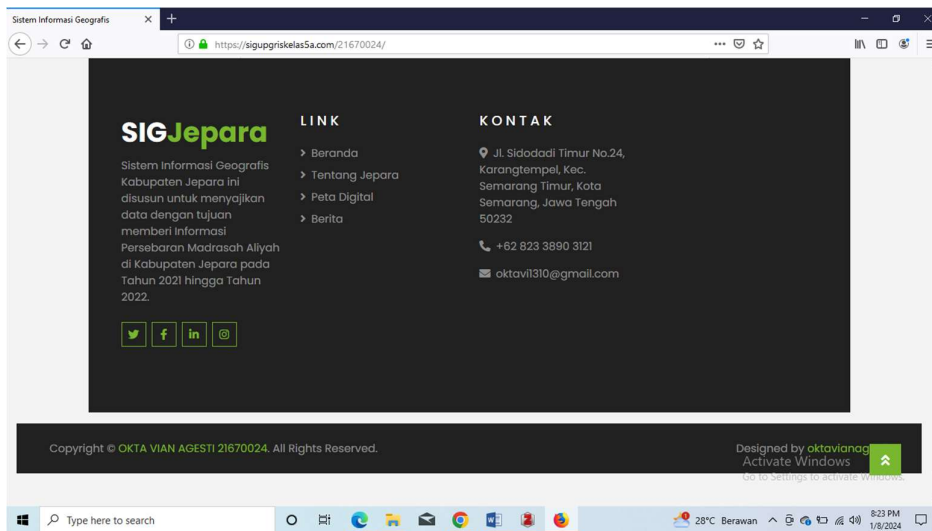 Sistem Informasi Geografis
https://sigupgriskelas5a.com/21670024/
SIGJepara
Sistem Informasi Geografis
Kabupaten Jepara ini
disusun untuk menyajikan
data dengan tujuan
memberi Informasi
Persebaran Madrasah Aliyah
di Kabupaten Jepara pada
Tahun 2021 hingga Tahun
2022.
LINK
Beranda
Tentang Jepara
Peta Digital
Berita
KONTAK
Jl. Sidodadi Timur No.24,
Karangtempel, Kec.
Semarang Timur, Kota
Semarang, Jawa Tengah
50232
+62 823 3890 3121
oktavi1310@gmail.com
Copyright © OKTA VIAN AGESTI 21670024. All Rights Reserved.
Designed by oktavianag
Activate Windows
Go to Settings to activate Windows.
Type here to search
28°C Berawan
8:23 PM
1/8/2024